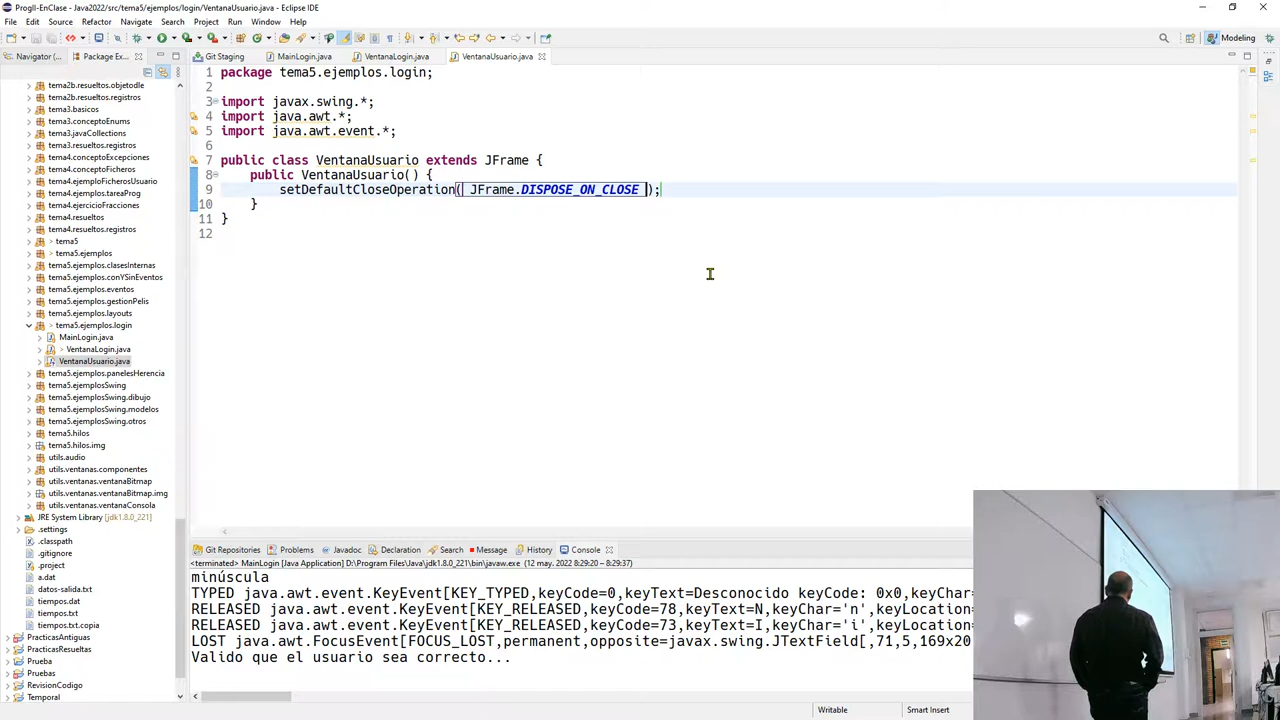 ProgII-EnClase - Java2022/src/tema5/ejemplos/login/VentanaUsuario.java - Eclipse IDE
File Edit Source Refactor Navigate Search Project Run Window Help
Modeling
Navigator (...
Package Ex...
Git Staging
MainLogin.java
VentanaLogin.java
VentanaUsuario.java
tema2b.resueltos.objetodle
tema2b.resueltos.registros
tema3.basicos
tema3.conceptoEnums
tema3.javaCollections
tema3.resueltos.registros
tema4.conceptoExcepciones
tema4.conceptoFicheros
tema4.ejemploFicherosUsuario
tema4.ejemplos.tareaProg
tema4.ejercicioFracciones
tema4.resueltos
tema4.resueltos.registros
> tema5
> tema5.ejemplos
tema5.ejemplos.clasesInternas
tema5.ejemplos.conYSinEventos
tema5.ejemplos.eventos
tema5.ejemplos.gestionPelis
tema5.ejemplos.layouts
> tema5.ejemplos.login
MainLogin.java
> VentanaLogin.java
VentanaUsuario.java
tema5.ejemplos.panelesHerencia
tema5.ejemplosSwing
tema5.ejemplosSwing.dibujo
tema5.ejemplosSwing.modelos
tema5.ejemplosSwing.otros
tema5.hilos
tema5.hilos.img
utils.audio
utils.ventanas.componentes
utils.ventanas.ventanaBitmap
utils.ventanas.ventanaBitmap.img
utils.ventanas.ventanaConsola
JRE System Library [jdk1.8.0_221]
.settings
.classpath
.gitignore
.project
a.dat
datos-salida.txt
tiempos.dat
tiempos.txt
tiempos.txt.copia
PracticasAntiguas
PracticasResueltas
Prueba
Pruebas
RevisionCodigo
Temporal
1 package tema5.ejemplos.login;
2
3 import javax.swing.*;
4 import java.awt.*;
5 import java.awt.event.*;
6
7 public class VentanaUsuario extends JFrame {
8 public VentanaUsuario() {
9 setDefaultCloseOperation( JFrame.DISPOSE_ON_CLOSE );
10 }
11 }
12
Git Repositories Problems Javadoc Declaration Search Message History Console
<terminated> MainLogin [Java Application] D:\Program Files\Java\jdk1.8.0_221\bin\javaw.exe (12 may. 2022 8:29:20 – 8:29:37)
minúscula
TYPED java.awt.event.KeyEvent[KEY_TYPED,keyCode=0,keyText=Desconocido keyCode: 0x0,keyChar=
RELEASED java.awt.event.KeyEvent[KEY_RELEASED,keyCode=78,keyText=N,keyChar='n',keyLocation=
RELEASED java.awt.event.KeyEvent[KEY_RELEASED,keyCode=73,keyText=I,keyChar='i',keyLocation=
LOST java.awt.FocusEvent[FOCUS_LOST,permanent,opposite=javax.swing.JTextField[,71,5,169x20
Valido que el usuario sea correcto...
Writable
Smart Insert